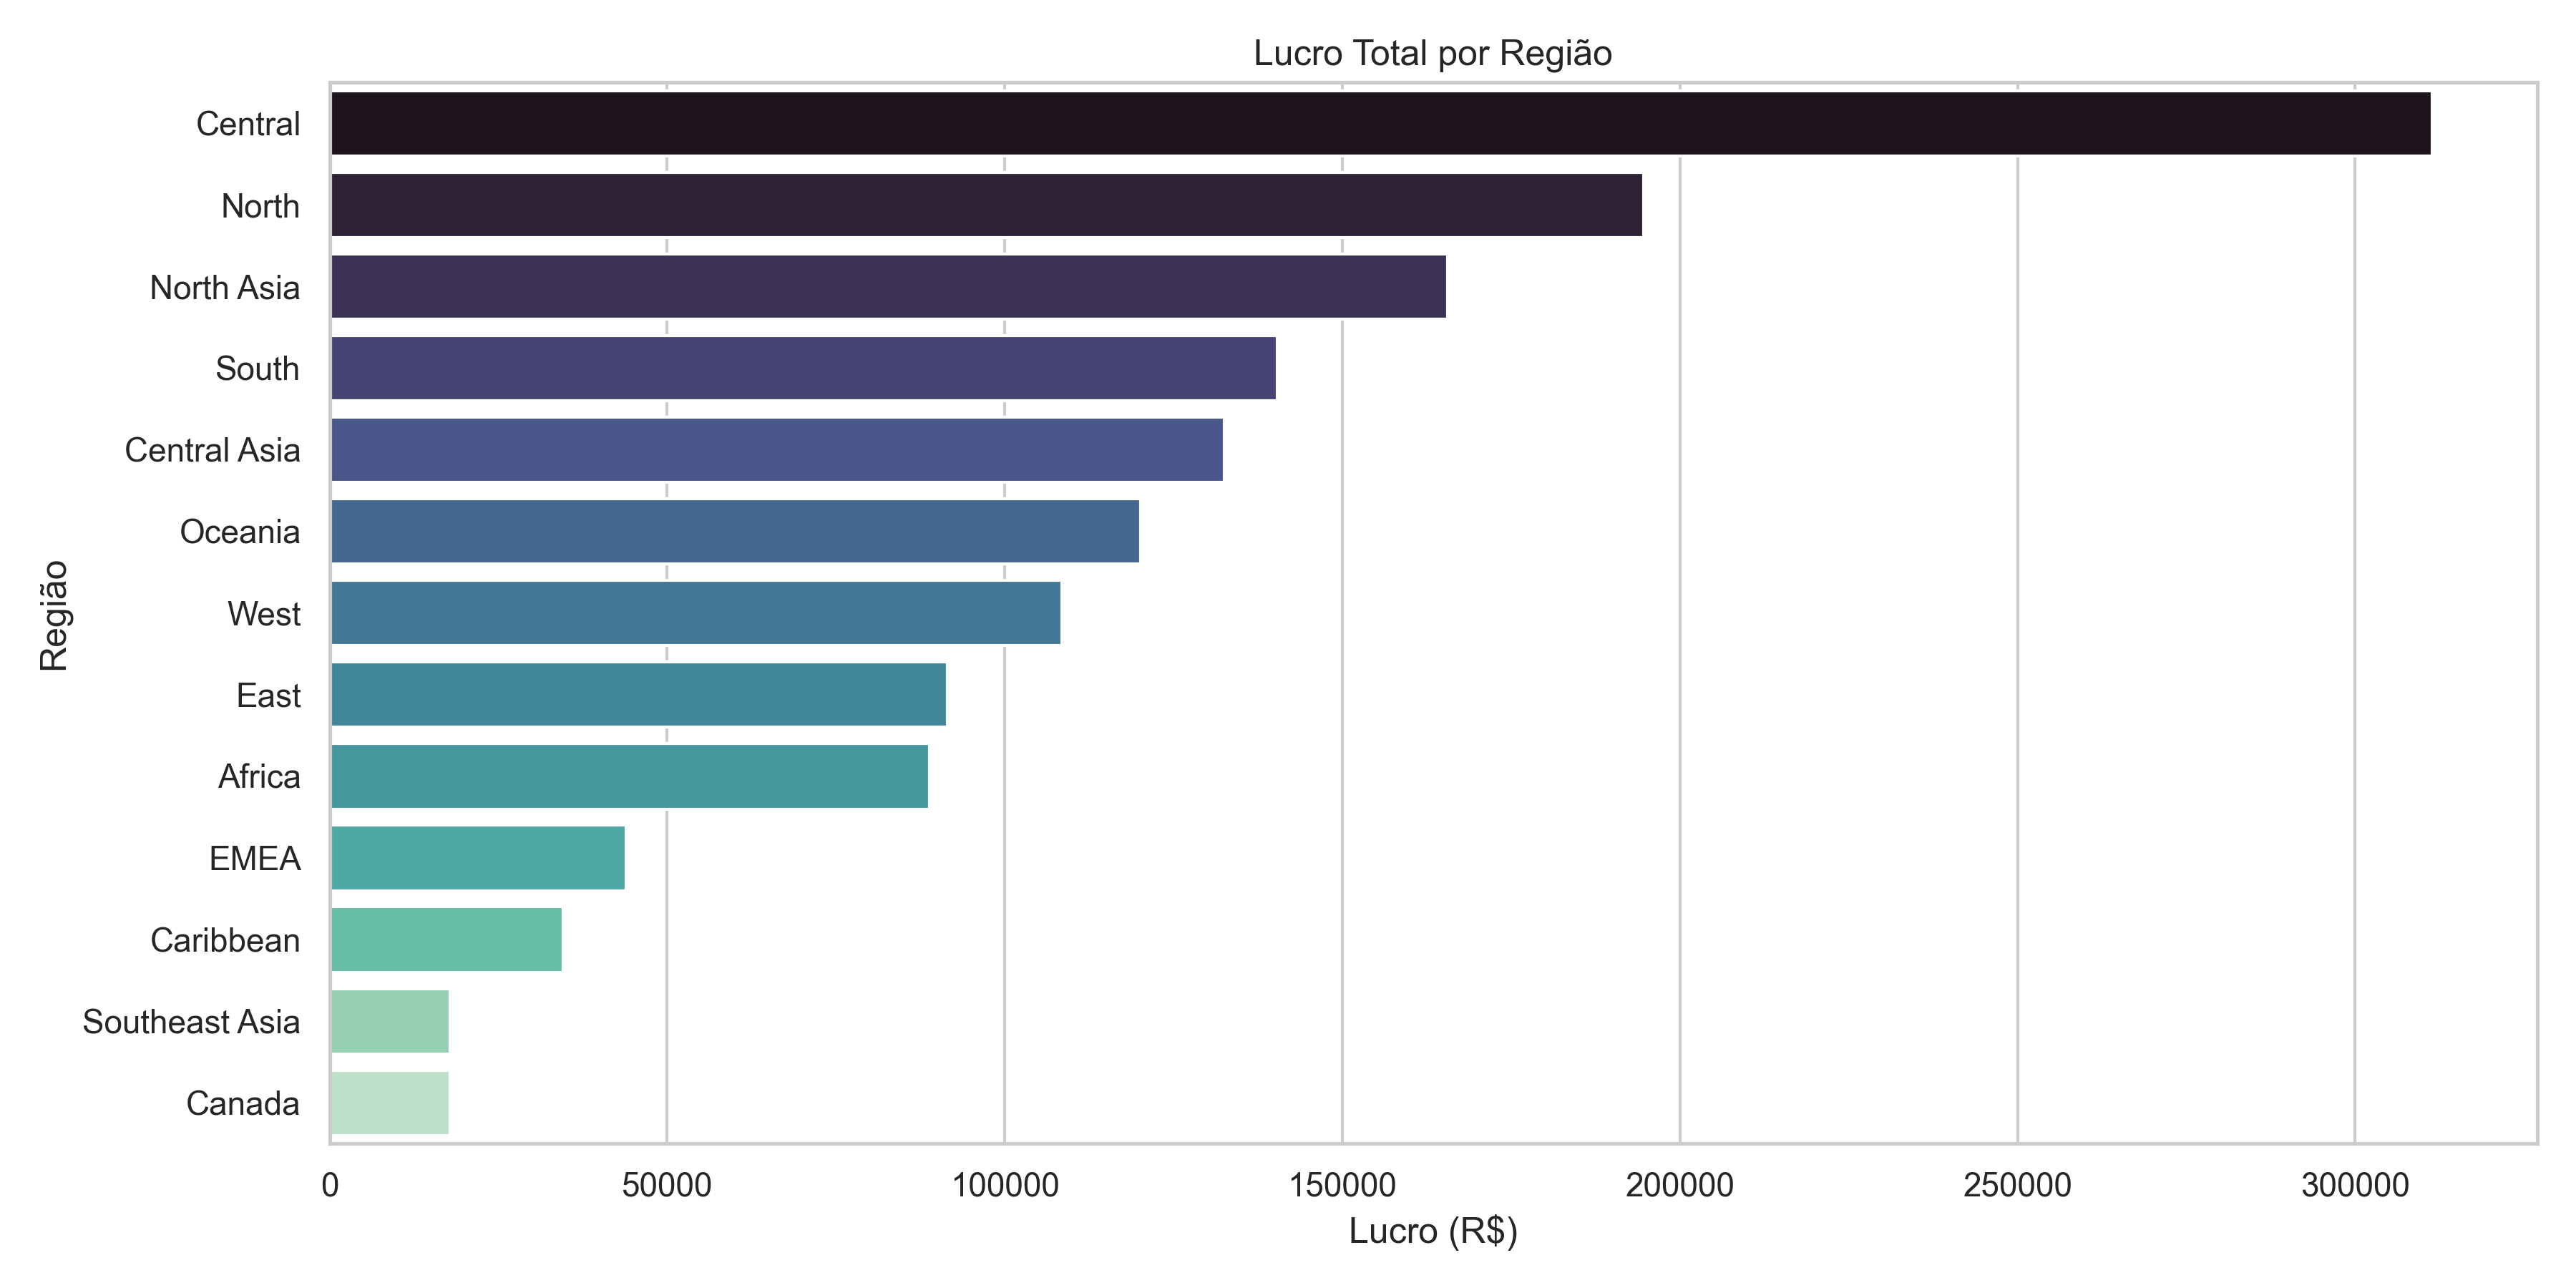 Lucro Total por Região
Central
North
North Asia
South
Central Asia
Oceania
West
East
Africa
EMEA
Caribbean
Southeast Asia
Canada
Região
0 50000 100000 150000 200000 250000 300000
Lucro (R$)